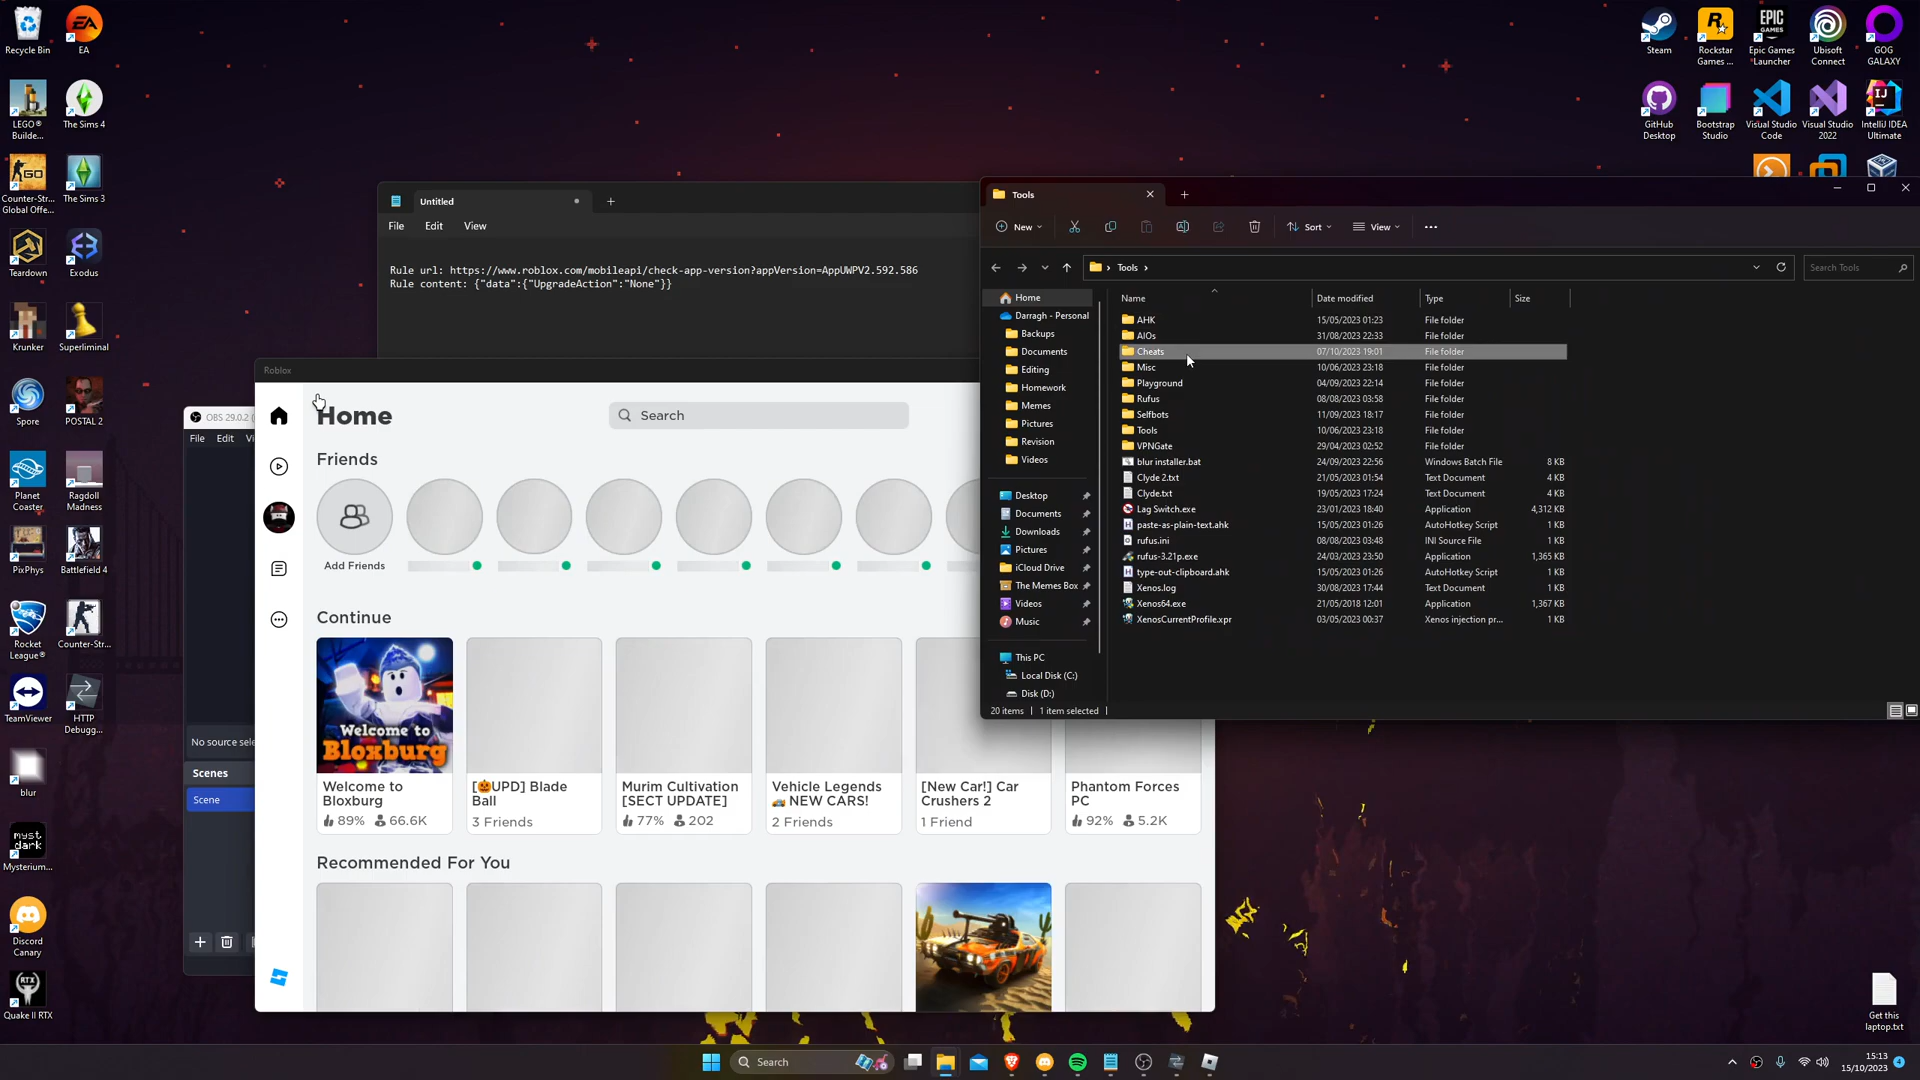 Recycle Bin
EA
LEGO®
Builde...
The Sims 4
Counter-Str...
Global Offe...
The Sims 3
Teardown
Exodus
Krunker
Superliminal
Spore
POSTAL 2
Planet
Coaster
Ragdoll
Madness
PixPhys
Battlefield 4
Rocket
League®
Counter-Str...
TeamViewer
HTTP
Debugg...
blur
myst
dark
Mysterium...
Discord
Canary
RTX
Quake II RTX
Steam
Rockstar
Games ...
EPIC
GAMES
Epic Games
Launcher
Ubisoft
Connect
GOG
GALAXY
GitHub
Desktop
Bootstrap
Studio
Visual Studio
Code
Visual Studio
2022
IntelliJ IDEA
Ultimate
Get this
laptop.txt
Untitled
File Edit View
Rule url: https://www.roblox.com/mobileapi/check-app-version?appVersion=AppUWPV2.592.586
Rule content: {"data":{"UpgradeAction":"None"}}
OBS 29.0.2
File Edit
No source sele
Scenes
Scene
Roblox
Home
Search
Friends
Add Friends
Continue
Welcome to
Bloxburg
Welcome to
Bloxburg
89% 66.6K
[🎃UPD] Blade
Ball
3 Friends
Murim Cultivation
[SECT UPDATE]
77% 202
Vehicle Legends
🚗 NEW CARS!
2 Friends
[New Car!] Car
Crushers 2
1 Friend
Phantom Forces
PC
92% 5.2K
Recommended For You
Tools
New Sort View
Tools
Search Tools
Home
Darragh - Personal
Backups
Documents
Editing
Homework
Memes
Pictures
Revision
Videos
Desktop
Documents
Downloads
Pictures
iCloud Drive
The Memes Box
Videos
Music
This PC
Local Disk (C:)
Disk (D:)
Name Date modified Type Size
AHK 15/05/2023 01:23 File folder
AIOs 31/08/2023 22:33 File folder
Cheats 07/10/2023 19:01 File folder
Misc 10/06/2023 23:18 File folder
Playground 04/09/2023 22:14 File folder
Rufus 08/08/2023 03:58 File folder
Selfbots 11/09/2023 18:17 File folder
Tools 10/06/2023 23:18 File folder
VPNGate 29/04/2023 02:52 File folder
blur installer.bat 24/09/2023 22:56 Windows Batch File 8 KB
Clyde 2.txt 21/05/2023 01:54 Text Document 4 KB
Clyde.txt 19/05/2023 17:24 Text Document 4 KB
Lag Switch.exe 23/01/2023 18:40 Application 4,312 KB
paste-as-plain-text.ahk 15/05/2023 01:26 AutoHotkey Script 1 KB
rufus.ini 08/08/2023 03:48 INI Source File 1 KB
rufus-3.21p.exe 24/03/2023 23:50 Application 1,365 KB
type-out-clipboard.ahk 15/05/2023 01:26 AutoHotkey Script 1 KB
Xenos.log 30/08/2023 17:44 Text Document 1 KB
Xenos64.exe 21/05/2018 12:01 Application 1,367 KB
XenosCurrentProfile.xpr 03/05/2023 00:37 Xenos injection pr... 1 KB
20 items 1 item selected
Search
15:13
15/10/2023
4